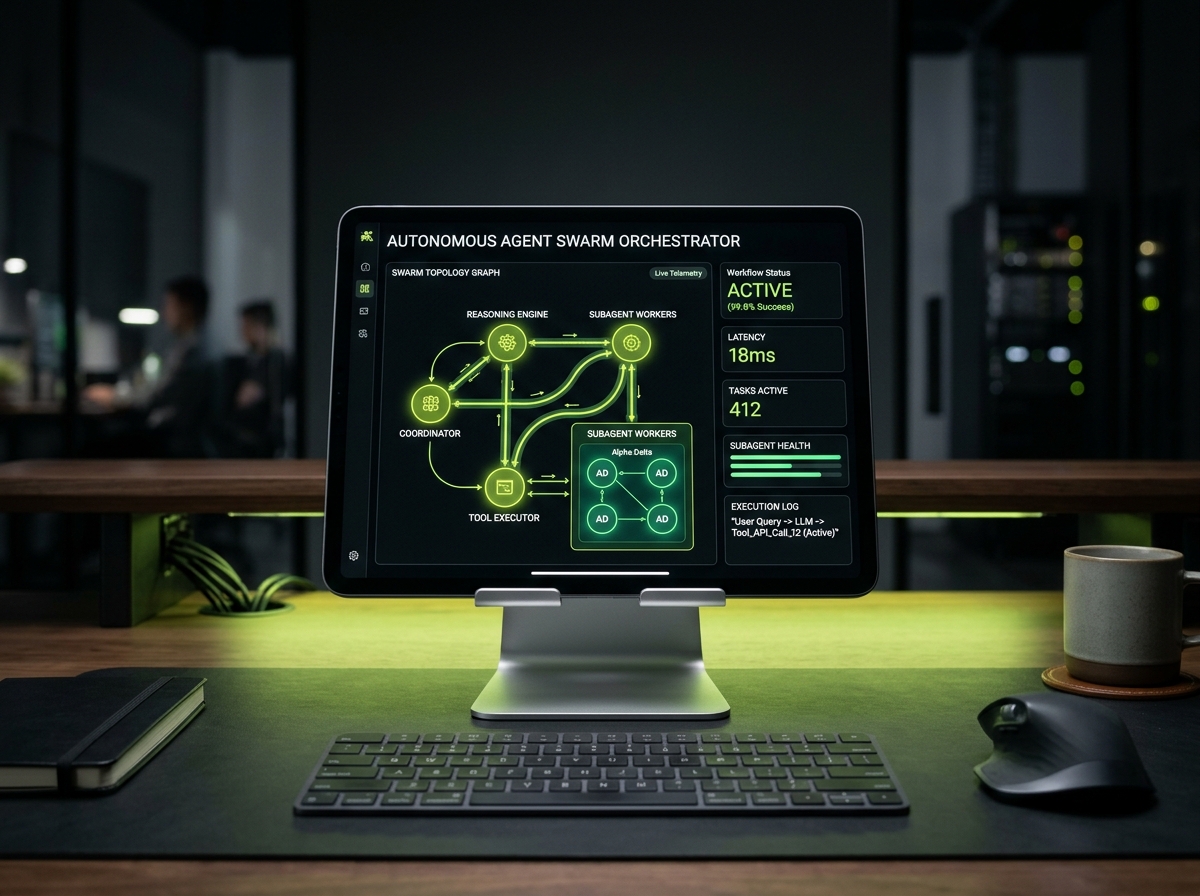 AUTONOMOUS AGENT SWARM ORCHESTRATOR
SWARM TOPOLOGY GRAPH
Live Telamatry
REASONING ENGINE
SUBAGENT WORKERS
COORDINATOR
TOOL EXECUTOR
SUBAGENT WORKERS
Alphe Delts
AD
AD
AD
AD
Workflow Status
ACTIVE
(99.8% Success)
LATENCY
18ms
TASKS ACTIVE
412
SUBAGENT HEALTH
EXECUTION LOG
"User Query -> LLM ->
Tool_API_Call_12 (Active)"